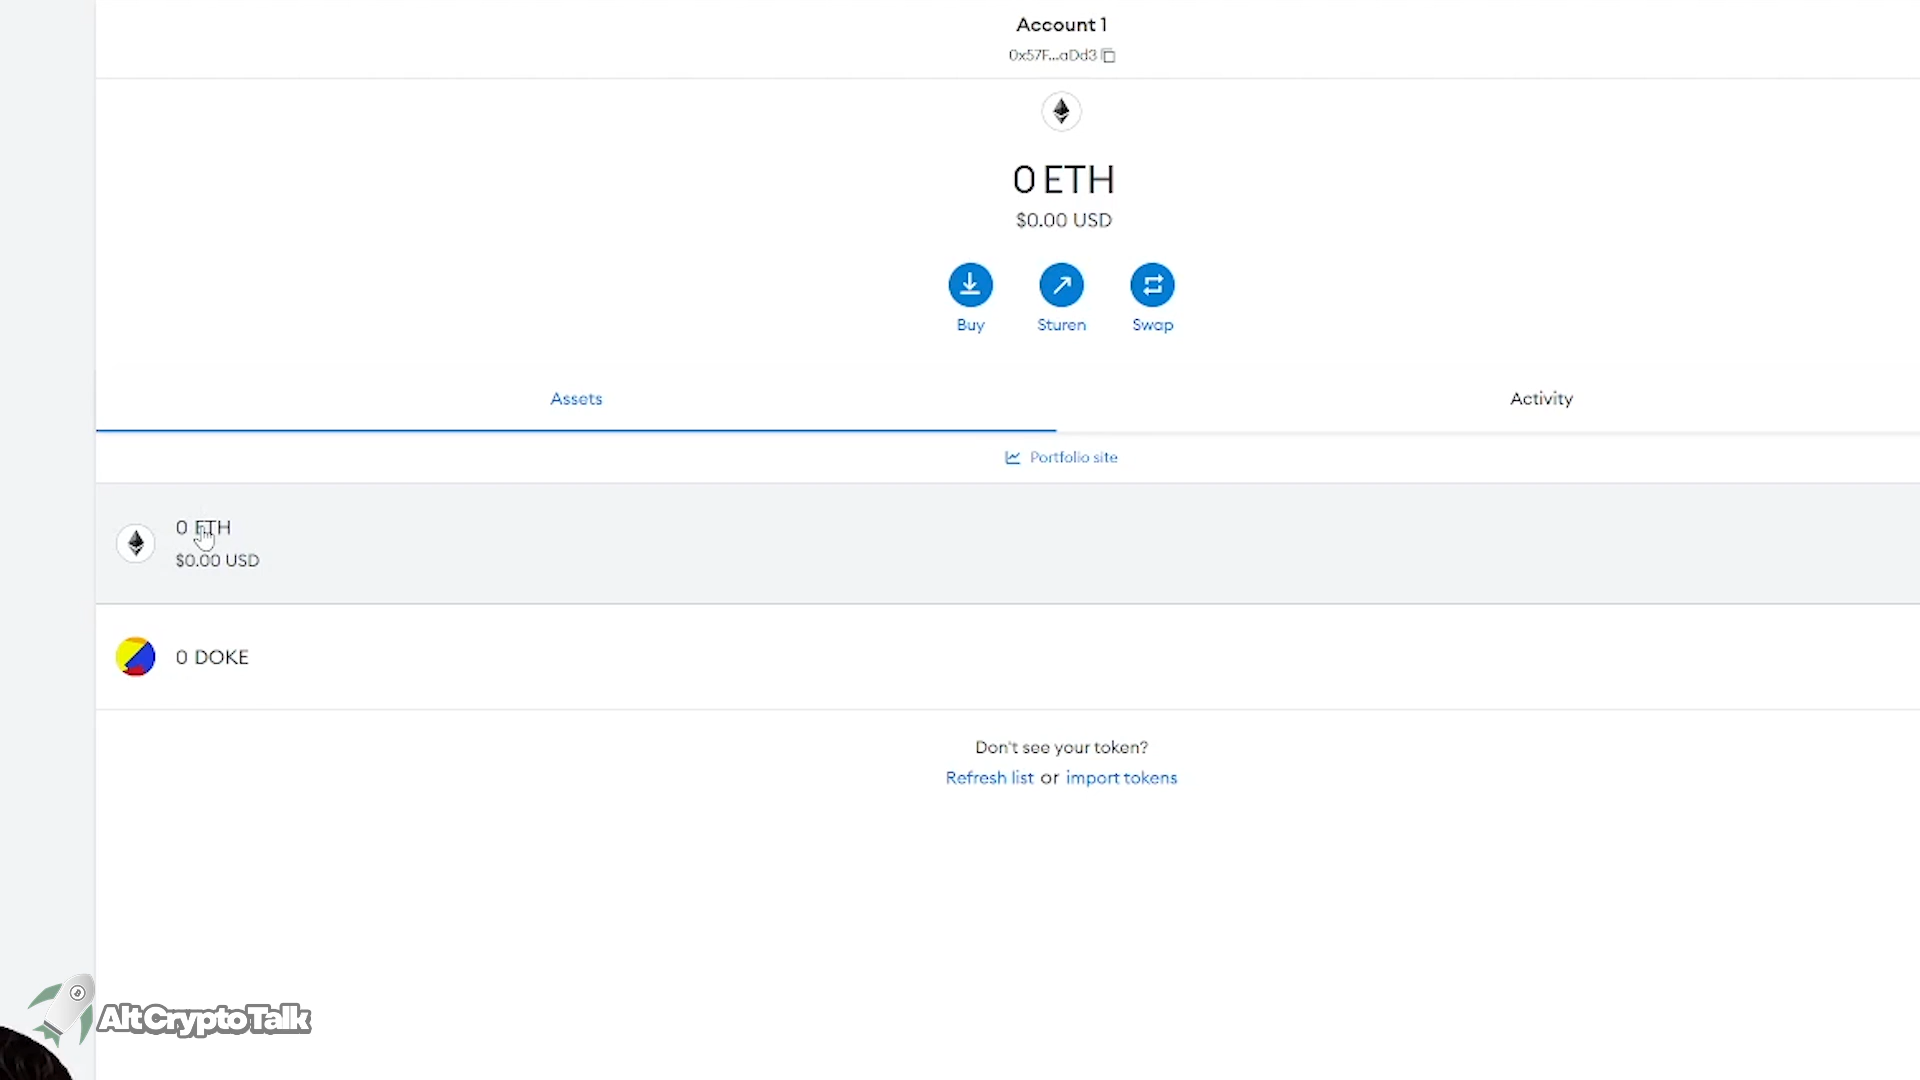 Account 1
0x57F...aDd3
0 ETH
$0.00 USD
Buy
Sturen
Swap
Assets
Activity
Portfolio site
0 ETH
$0.00 USD
0 DOKE
Don't see your token?
Refresh list or import tokens
AltCryptoTalk